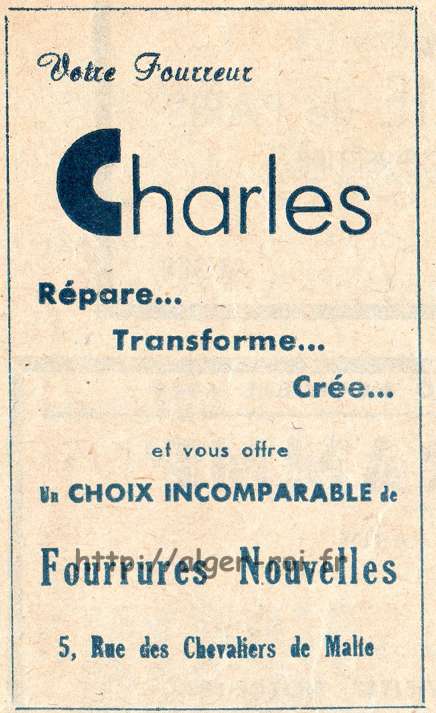 Votre Fourreur
Charles
Répare...
Transforme...
Crée...
et vous offre
Un CHOIX INCOMPARABLE de
http://alger-roi.fr
Fourrures Nouvelles
5, Rue des Chevaliers de Malte